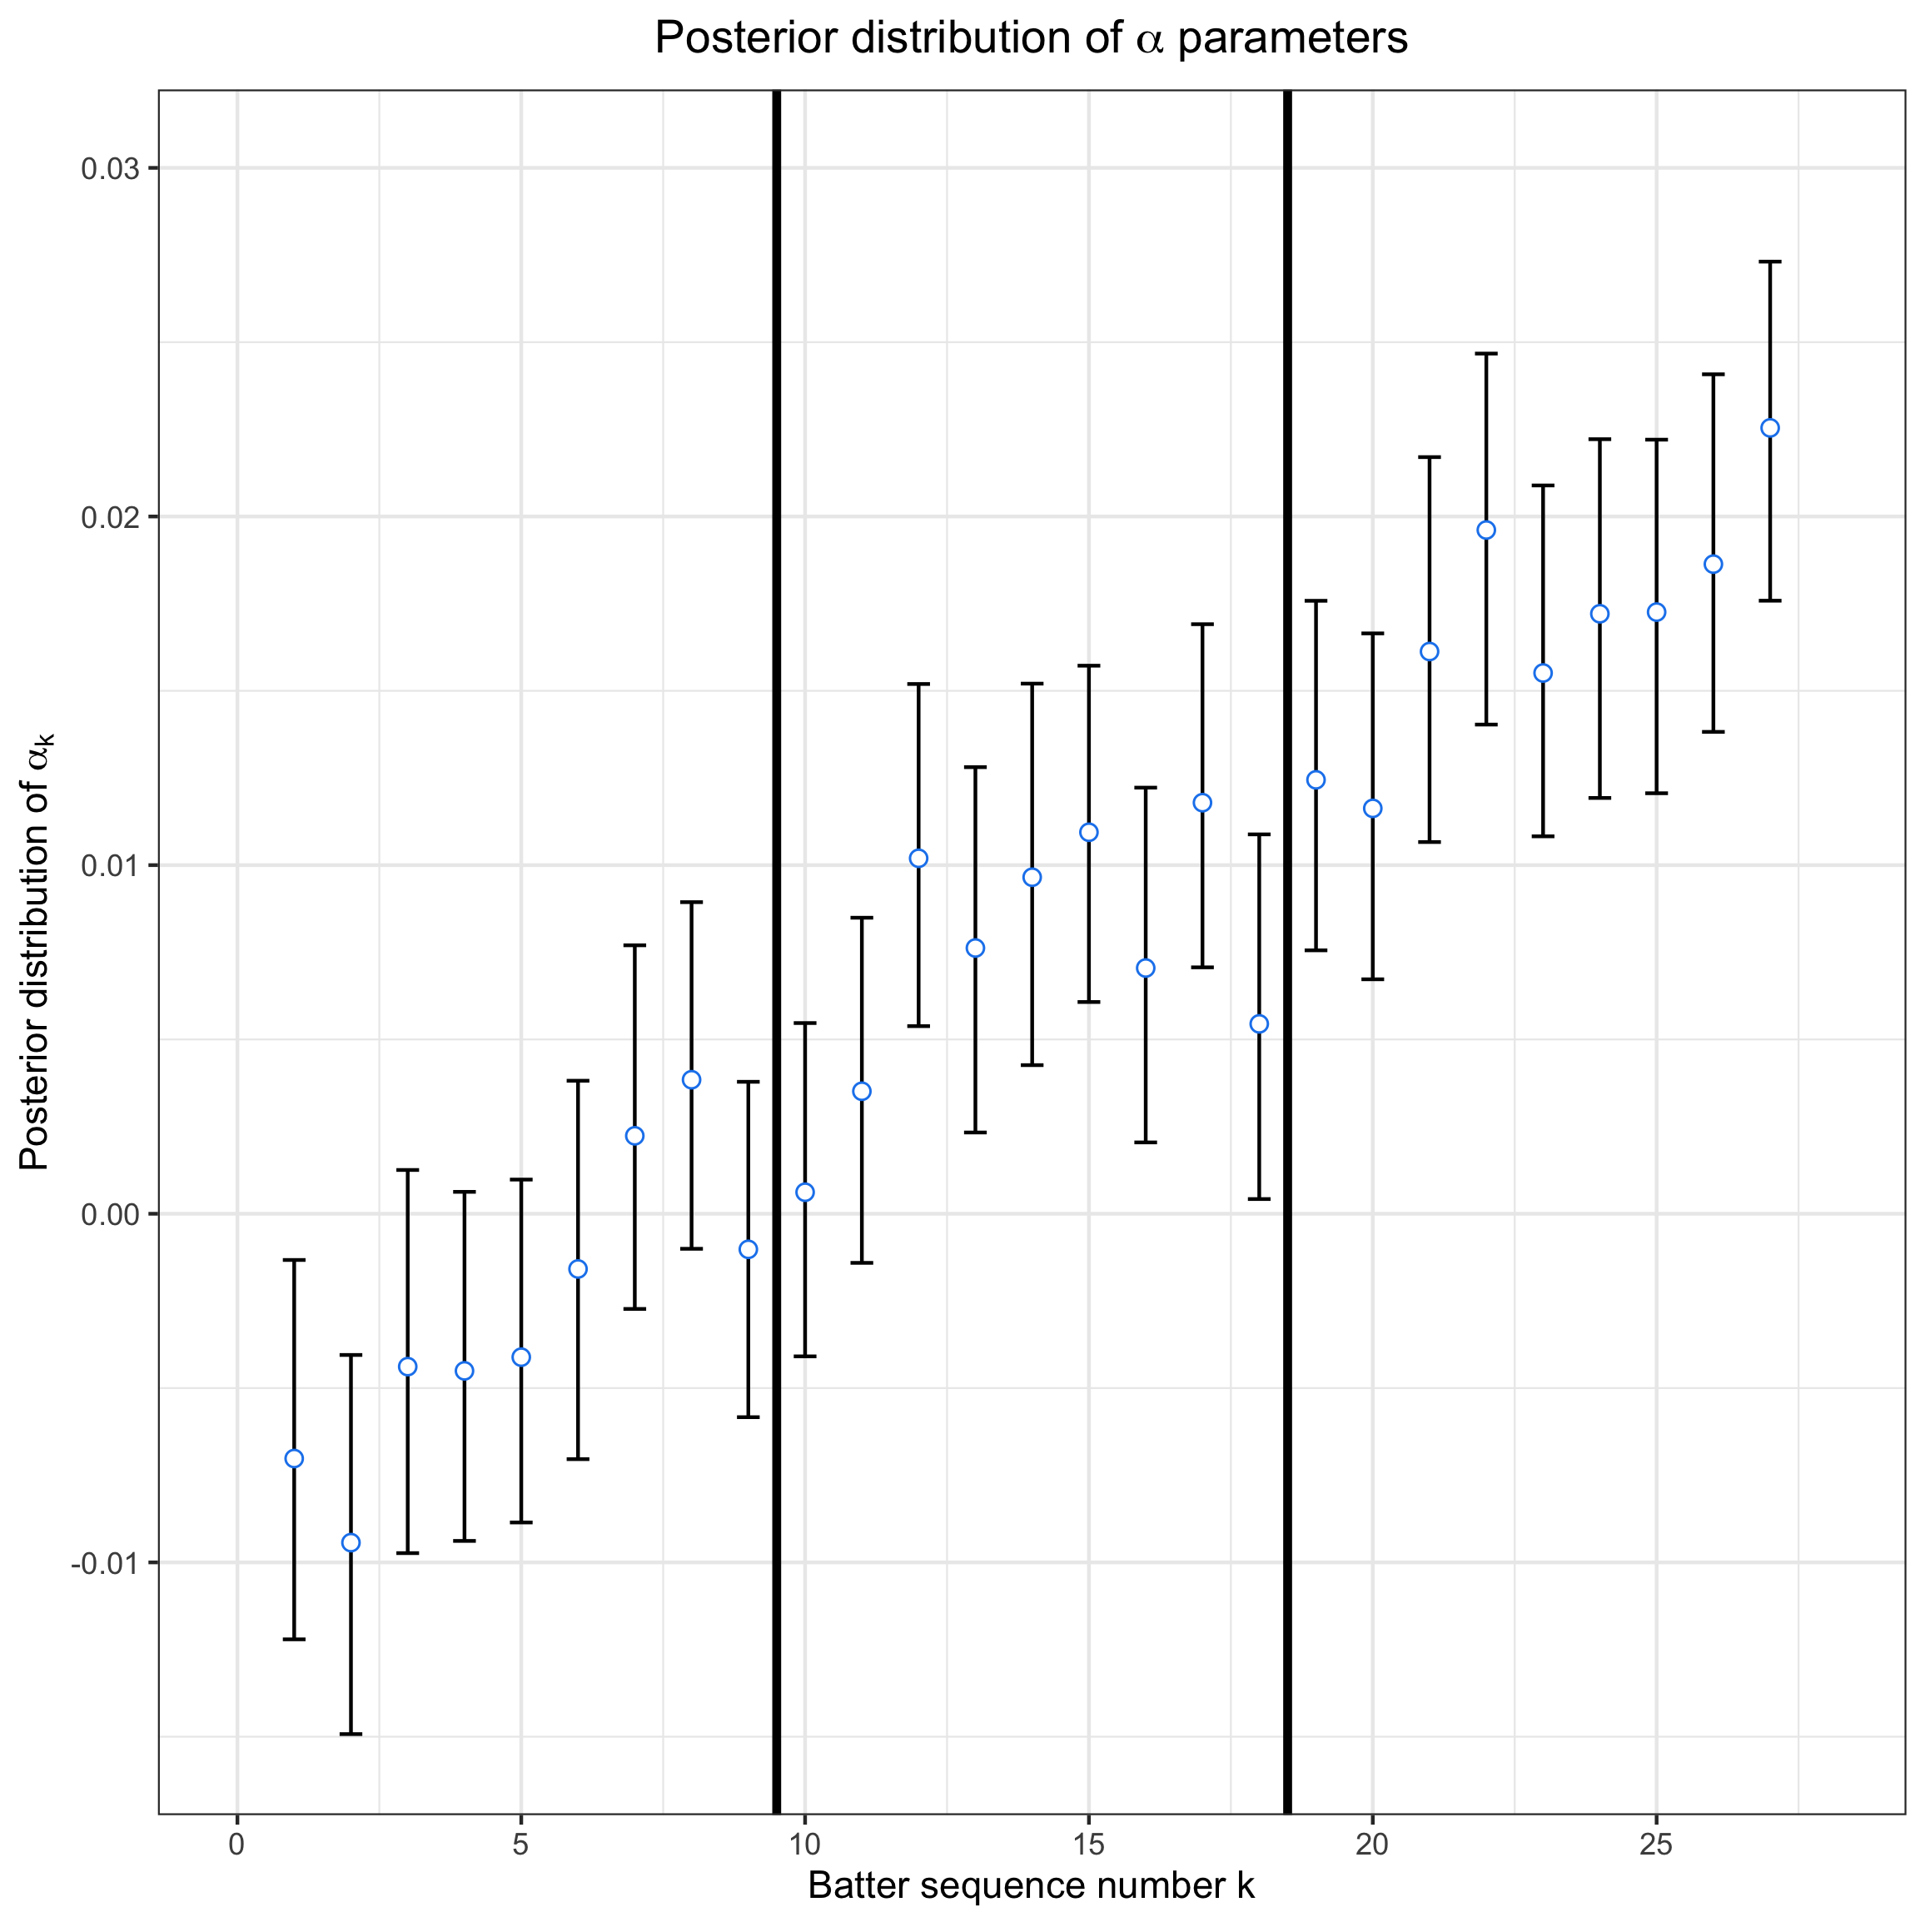 Posterior distribution of α parameters
Posterior distribution of αk
0.03
0.02
0.01
0.00
-0.01
0 5 10 15 20 25
Batter sequence number k